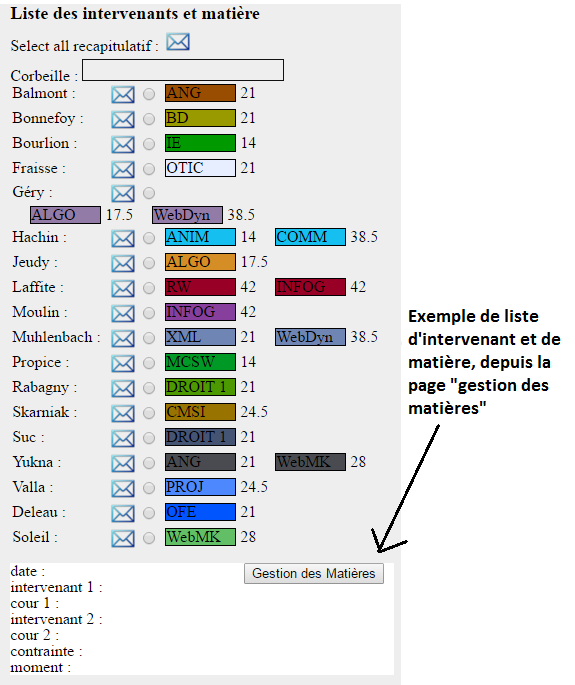 Liste des intervenants et matière
Select all recapitulatif :
Corbeille :
Balmont : ANG 21
Bonnefoy : BD 21
Bourlion : IE 14
Fraisse : OTIC 21
Géry :
ALGO 17.5 WebDyn 38.5
Hachin : ANIM 14 COMM 38.5
Jeudy : ALGO 17.5
Laffite : RW 42 INFOG 42
Moulin : INFOG 42
Muhlenbach : XML 21 WebDyn 38.5
Propice : MCSW 14
Rabagny : DROIT 1 21
Skarniak : CMSI 24.5
Suc : DROIT 1 21
Yukna : ANG 21 WebMK 28
Valla : PROJ 24.5
Deleau : OFE 21
Soleil : WebMK 28
Exemple de liste
d'intervenant et de
matière, depuis la
page "gestion des
matières"
date : Gestion des Matières
intervenant 1 :
cour 1 :
intervenant 2 :
cour 2 :
contrainte :
moment :